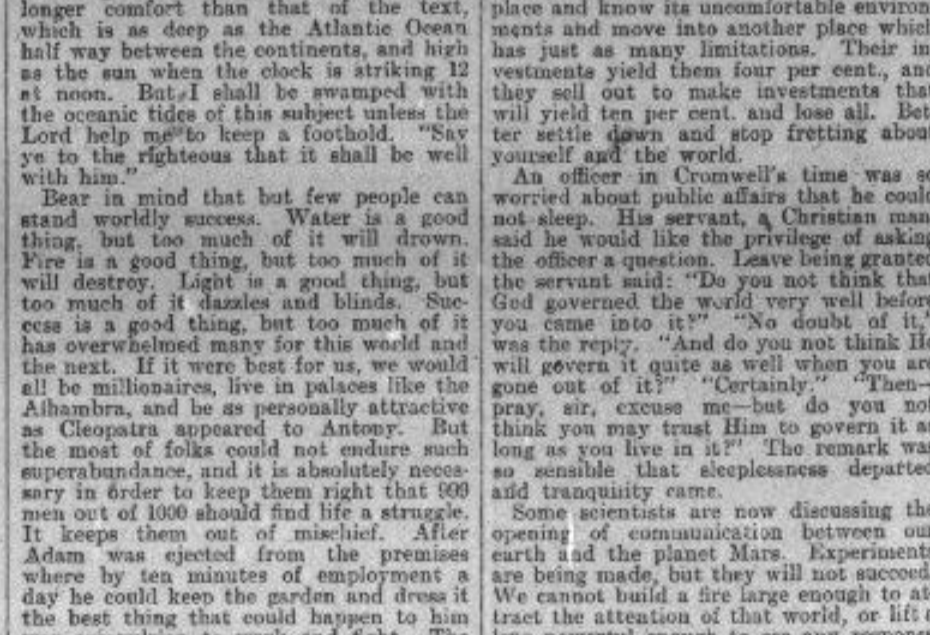 longer comfort than that of the text,
which is as deep as the Atlantic Ocean
half way between the continents, and high
as the sun when the clock is striking 12
at noon. But I shall be swamped with
the oceanic tides of this subject unless the
Lord help me to keep a foothold. "Say
ye to the righteous that it shall be well
with him."
Bear in mind that but few people can
stand worldly success. Water is a good
thing, but too much of it will drown.
Fire is a good thing, but too much of it
will destroy. Light is a good thing, but
too much of it dazzles and blinds. Suc-
cess is a good thing, but too much of it
has overwhelmed many for this world and
the next. If it were best for us, we would
all be millionaires, live in palaces like the
Alhambra, and be as personally attractive
as Cleopatra appeared to Antony. But
the most of folks could not endure such
superabundance, and it is absolutely neces-
sary in order to keep them right that 999
men out of 1000 should find life a struggle.
It keeps them out of mischief. After
Adam was ejected from the premises
where by ten minutes of employment a
day he could keep the garden and dress it
the best thing that could happen to him
place and know its uncomfortable environ
ments and move into another place which
has just as many limitations. Their in
vestments yield them four per cent., and
they sell out to make investments that
will yield ten per cent. and lose all. Bet
ter settle down and stop fretting about
yourself and the world.
An officer in Cromwell's time was so
worried about public affairs that he could
not sleep. His servant, a Christian man
said he would like the privilege of asking
the officer a question. Leave being granted
the servant said: "Do you not think that
God governed the world very well before
you came into it?" "No doubt of it,"
was the reply. "And do you not think He
will govern it quite as well when you are
gone out of it?" "Certainly." "Then—
pray, sir, excuse me—but do you not
think you may trust Him to govern it as
long as you live in it?" The remark was
so sensible that sleeplessness departed
and tranquility came.
Some scientists are now discussing the
opening of communication between our
earth and the planet Mars. Experiments
are being made, but they will not succeed.
We cannot build a fire large enough to at
tract the attention of that world, or lift a